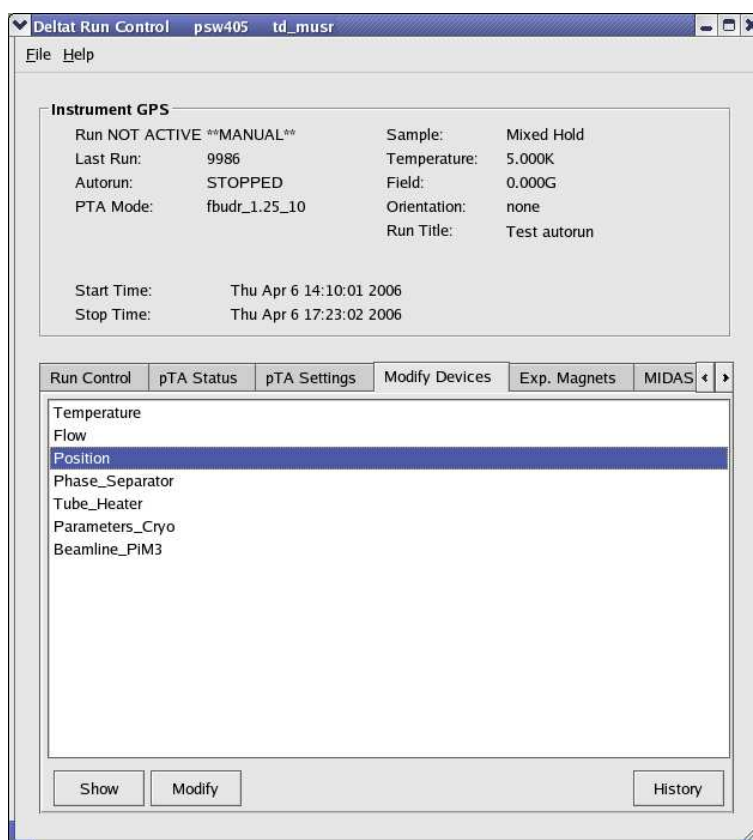 Deltat Run Control psw405 td_musr
File Help
Instrument GPS
Run NOT ACTIVE **MANUAL**
Last Run: 9986
Autorun: STOPPED
PTA Mode: fbudr_1.25_10
Sample: Mixed Hold
Temperature: 5.000K
Field: 0.000G
Orientation: none
Run Title: Test autorun
Start Time: Thu Apr 6 14:10:01 2006
Stop Time: Thu Apr 6 17:23:02 2006
Run Control pTA Status pTA Settings Modify Devices Exp. Magnets MIDAS
Temperature
Flow
Position
Phase_Separator
Tube_Heater
Parameters_Cryo
Beamline_PiM3
Show Modify History